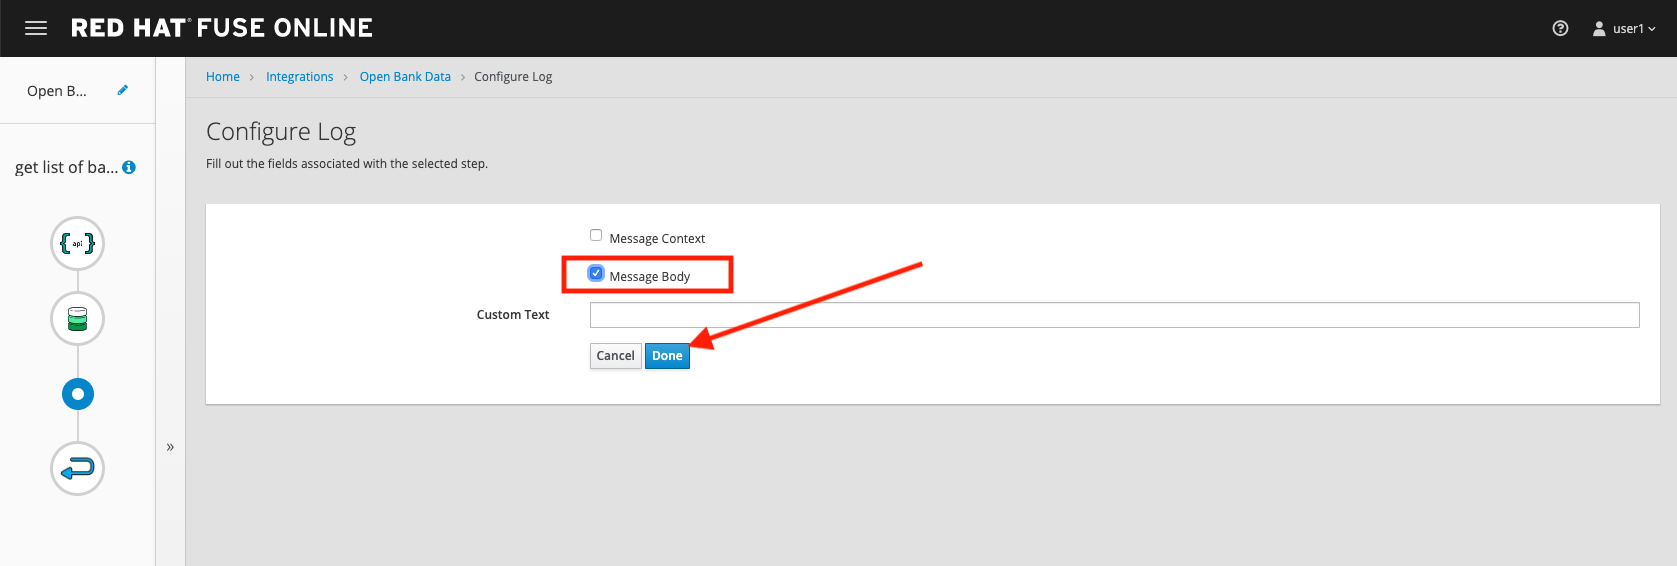 RED HAT® FUSE ONLINE
user1
Open B...
Home > Integrations > Open Bank Data > Configure Log
Configure Log
Fill out the fields associated with the selected step.
get list of ba...
{api}
Message Context
Message Body
Custom Text
Cancel Done
»